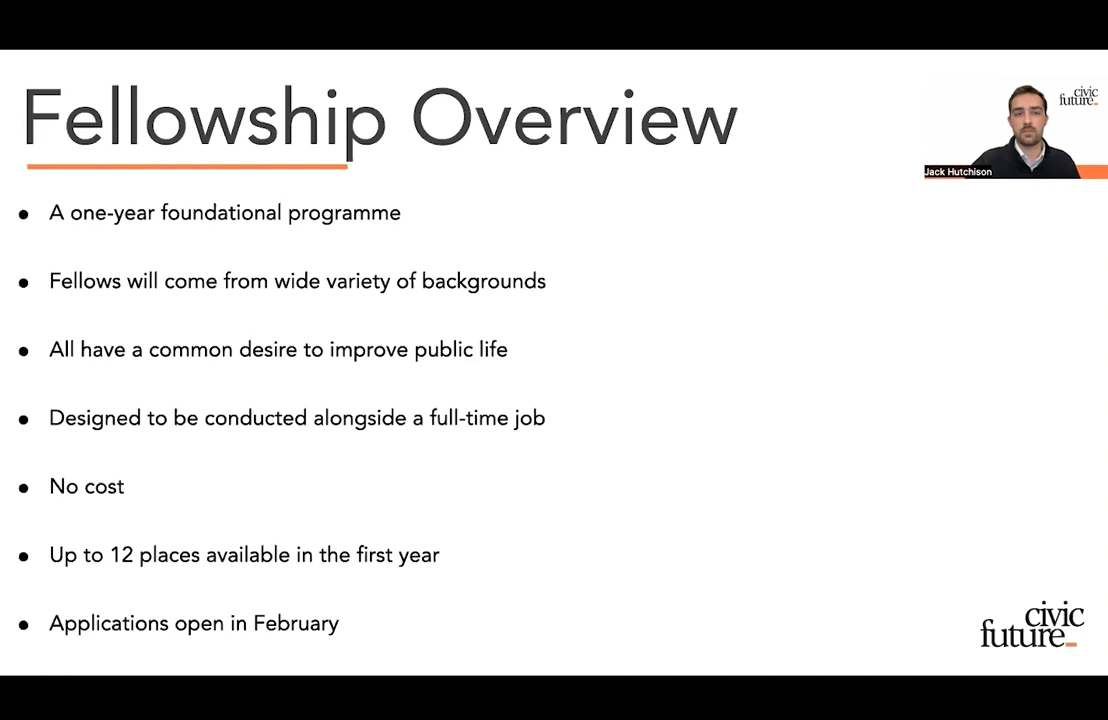 Fellowship Overview
civic
future_
Jack Hutchison
• A one-year foundational programme
• Fellows will come from wide variety of backgrounds
• All have a common desire to improve public life
• Designed to be conducted alongside a full-time job
• No cost
• Up to 12 places available in the first year
• Applications open in February
civic
future_